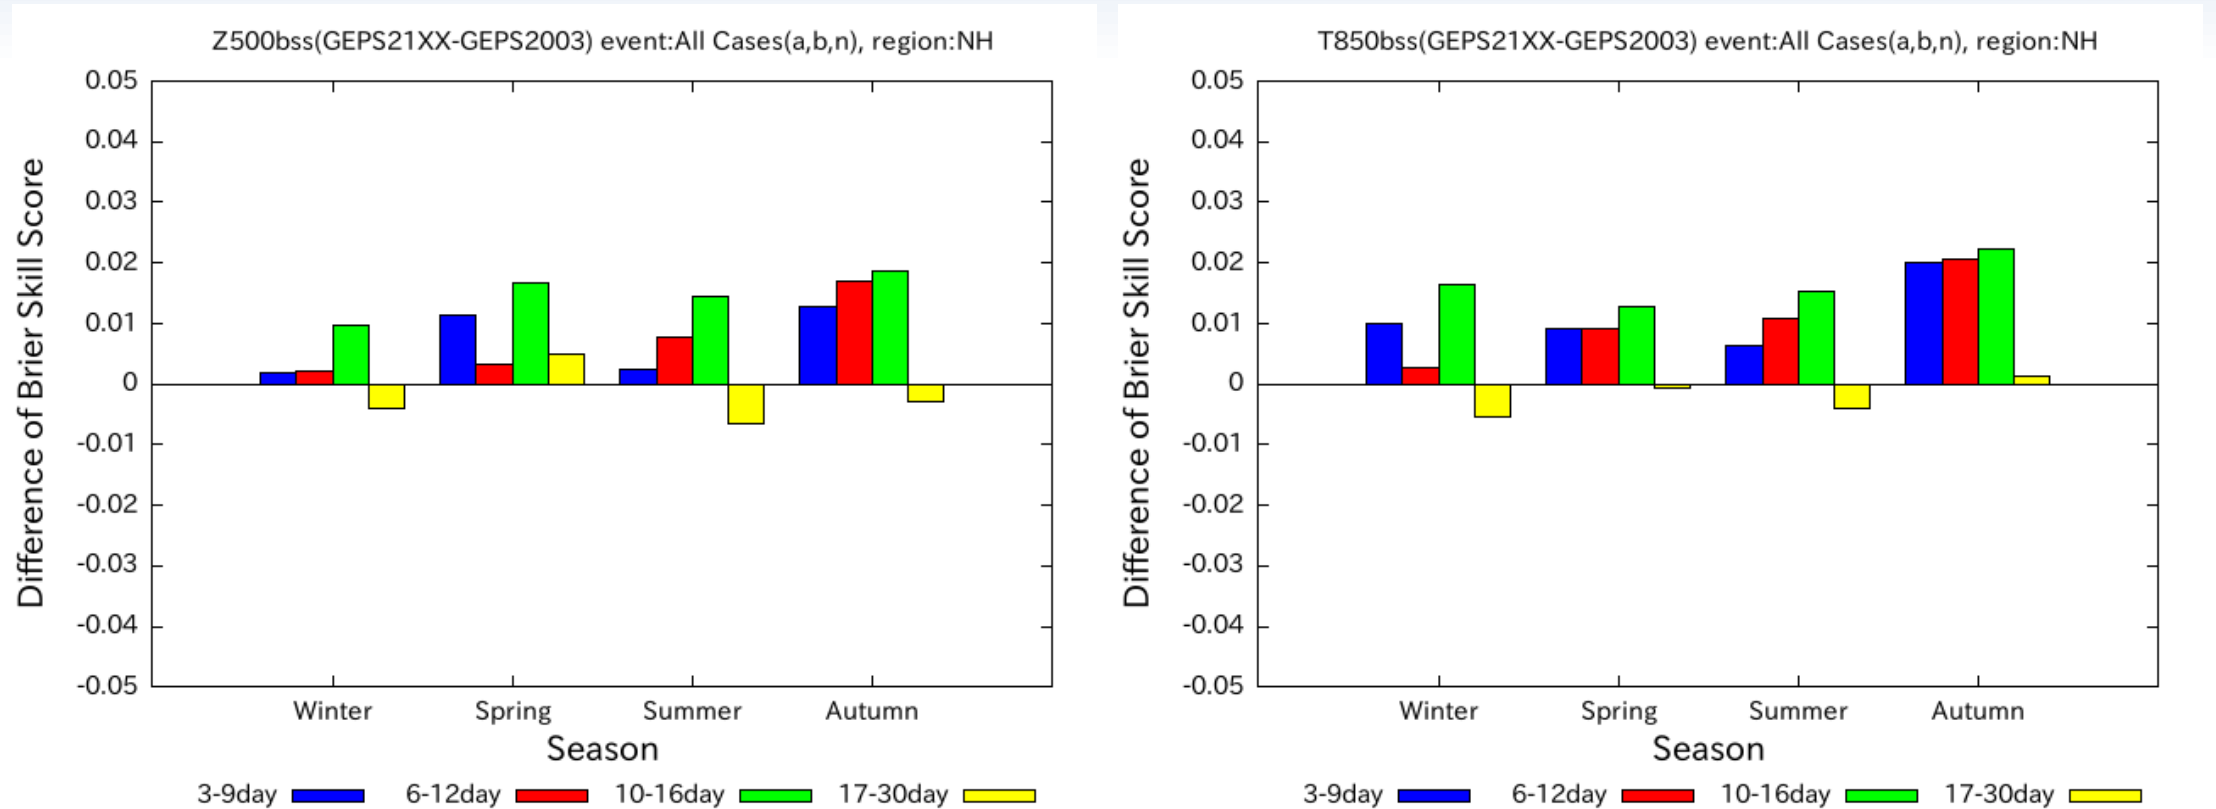 Z500bss(GEPS21XX-GEPS2003) event:All Cases(a,b,n), region:NH
Difference of Brier Skill Score
0.05
0.04
0.03
0.02
0.01
0
-0.01
-0.02
-0.03
-0.04
-0.05
Winter Spring Summer Autumn
Season
3-9day 6-12day 10-16day 17-30day
T850bss(GEPS21XX-GEPS2003) event:All Cases(a,b,n), region:NH
Difference of Brier Skill Score
0.05
0.04
0.03
0.02
0.01
0
-0.01
-0.02
-0.03
-0.04
-0.05
Winter Spring Summer Autumn
Season
3-9day 6-12day 10-16day 17-30day